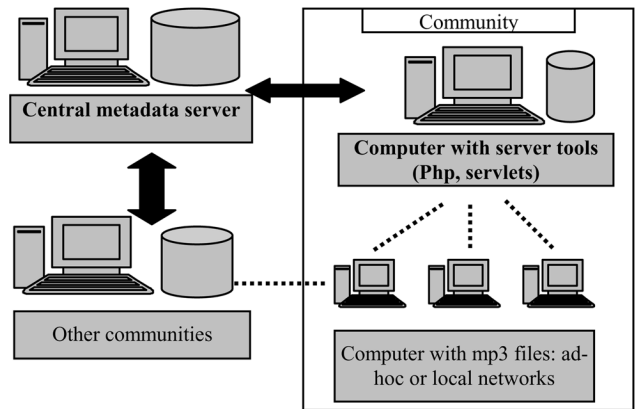 Community
Central metadata server
Computer with server tools
(Php, servlets)
Other communities
Computer with mp3 files: ad-
hoc or local networks